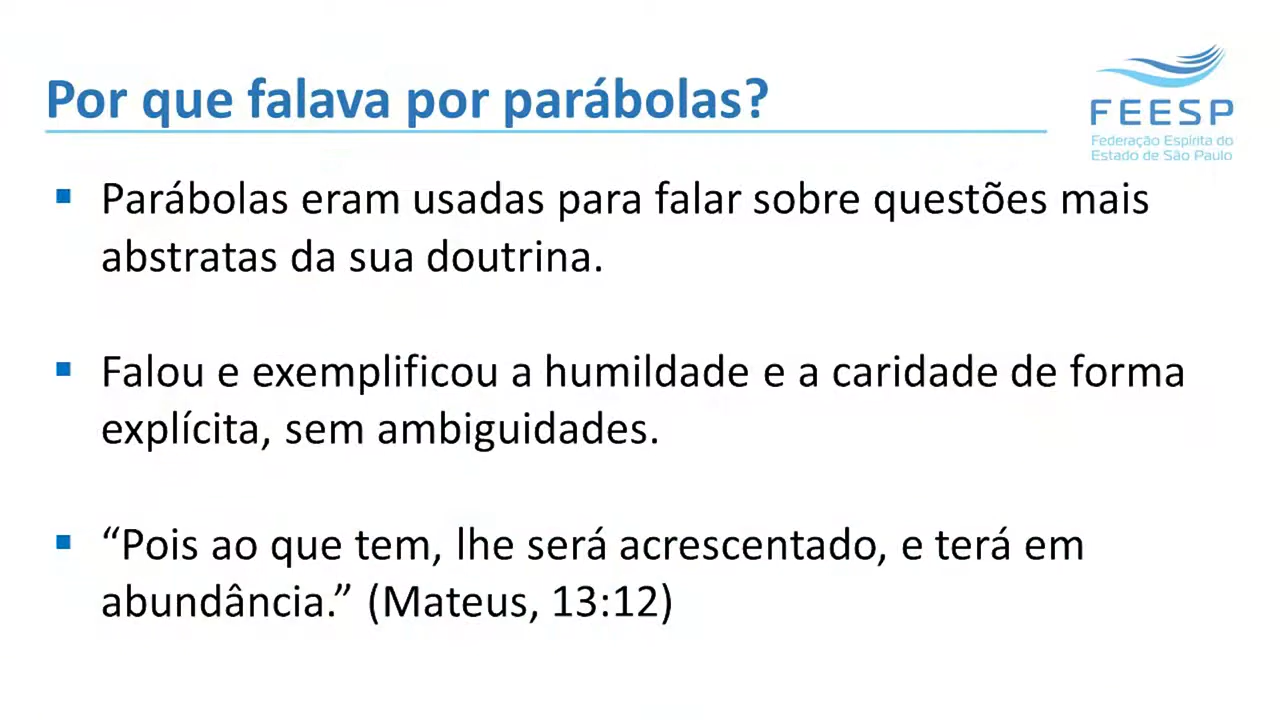 Por que falava por parábolas?
FEESP
Federação Espírita do
Estado de São Paulo
▪ Parábolas eram usadas para falar sobre questões mais
abstratas da sua doutrina.
▪ Falou e exemplificou a humildade e a caridade de forma
explícita, sem ambiguidades.
▪ “Pois ao que tem, lhe será acrescentado, e terá em
abundância.” (Mateus, 13:12)